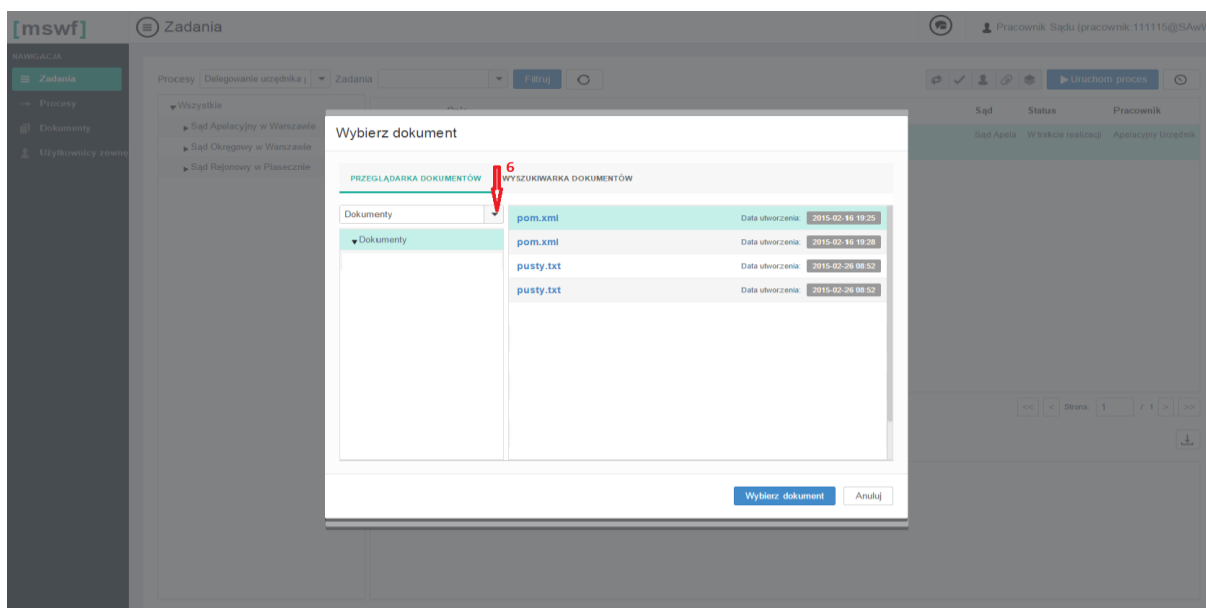 [mswf]
Zadania
Pracownik Sądu (pracownik.111115@SAwW
NAWIGACJA
Zadania
Procesy
Dokumenty
Użytkownicy zewnę
Procesy Delegowanie urzędnika j Zadania Filtruj Uruchom proces
Wszystkie
Sąd Apelacyjny w Warszawie
Sąd Okręgowy w Warszawie
Sąd Rejonowy w Piasecznie
Sąd Status Pracownik
Sąd Apela W trakcie realizacji Apelacyjny Urzędnik
Wybierz dokument
6
PRZEGLĄDARKA DOKUMENTÓW WYSZUKIWARKA DOKUMENTÓW
Dokumenty
Dokumenty
pom.xml Data utworzenia: 2015-02-16 19:25
pom.xml Data utworzenia: 2015-02-16 19:28
pusty.txt Data utworzenia: 2015-02-26 08:52
pusty.txt Data utworzenia: 2015-02-26 08:52
<< < Strona: 1 / 1 > >>
Wybierz dokument Anuluj